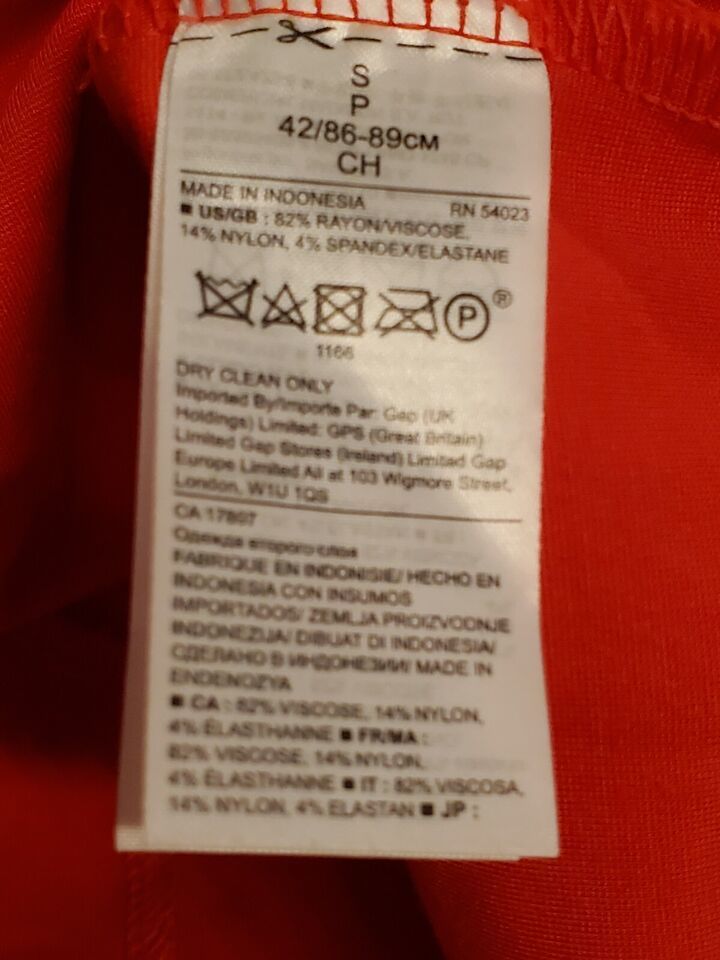 S
P
42/86-89CM
CH
MADE IN INDONESIA RN 54023
■ US/GB : 82% RAYON/VISCOSE,
14% NYLON, 4% SPANDEX/ELASTANE
P ®
1166
DRY CLEAN ONLY
Imported By/Importe Par: Gap (UK
Holdings) Limited: GPS (Great Britain)
Limited Gap Stores (Ireland) Limited Gap
Europe Limited All at 103 Wigmore Street,
London, W1U 1QS
CA 17897
Одежда второго слоя
FABRIQUE EN INDONISIE/ HECHO EN
INDONESIA CON INSUMOS
IMPORTADOS/ ZEMLJA PROIZVODNJE
INDONEZIJA/ DIBUAT DI INDONESIA/
СДЕЛАНО В ИНДОНЕЗИИ/ MADE IN
ENDENOZYA
■ CA : 82% VISCOSE, 14% NYLON,
4% ÉLASTHANNE ■ FR/MA :
82% VISCOSE, 14% NYLON,
4% ÉLASTHANNE ■ IT : 82% VISCOSA,
14% NYLON, 4% ELASTAN ■ JP :